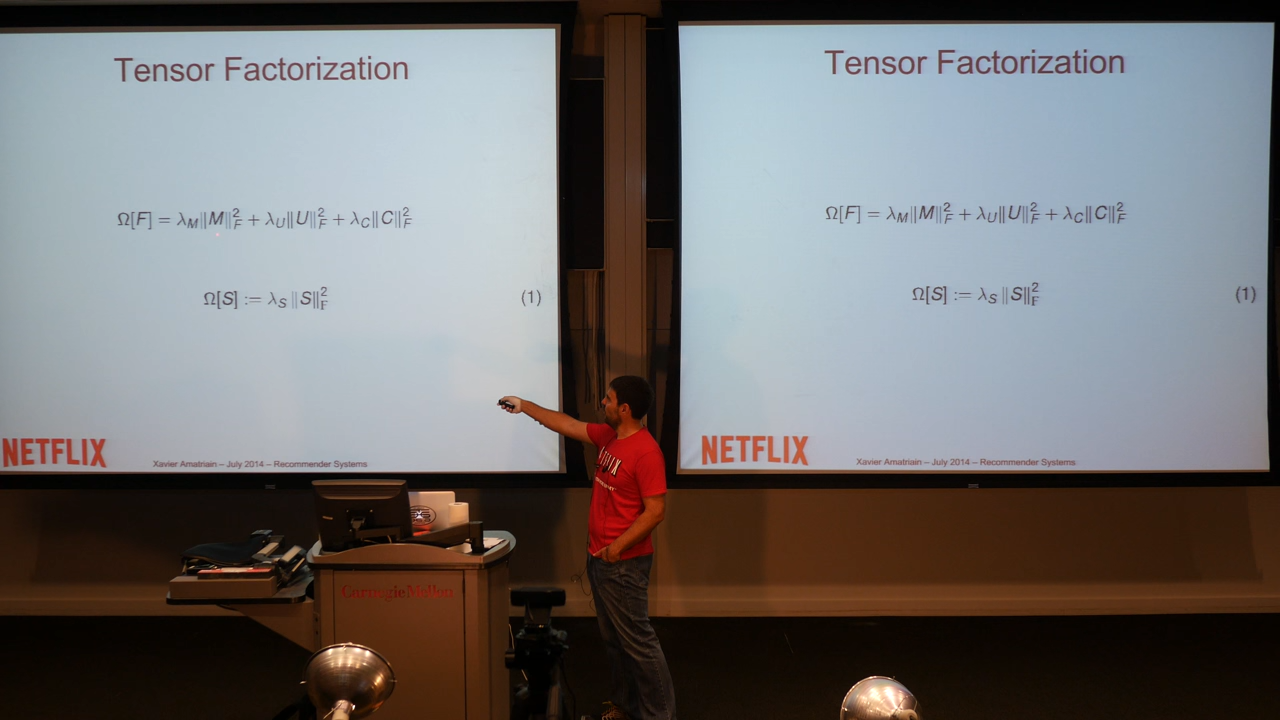 Tensor Factorization
Ω[F] = λ_M‖M‖²_F + λ_U‖U‖²_F + λ_C‖C‖²_F
Ω[S] := λ_S ‖S‖²_F (1)
NETFLIX
Xavier Amatriain – July 2014 – Recommender Systems
Tensor Factorization
Ω[F] = λ_M‖M‖²_F + λ_U‖U‖²_F + λ_C‖C‖²_F
Ω[S] := λ_S ‖S‖²_F (1)
NETFLIX
Xavier Amatriain – July 2014 – Recommender Systems
Carnegie Mellon